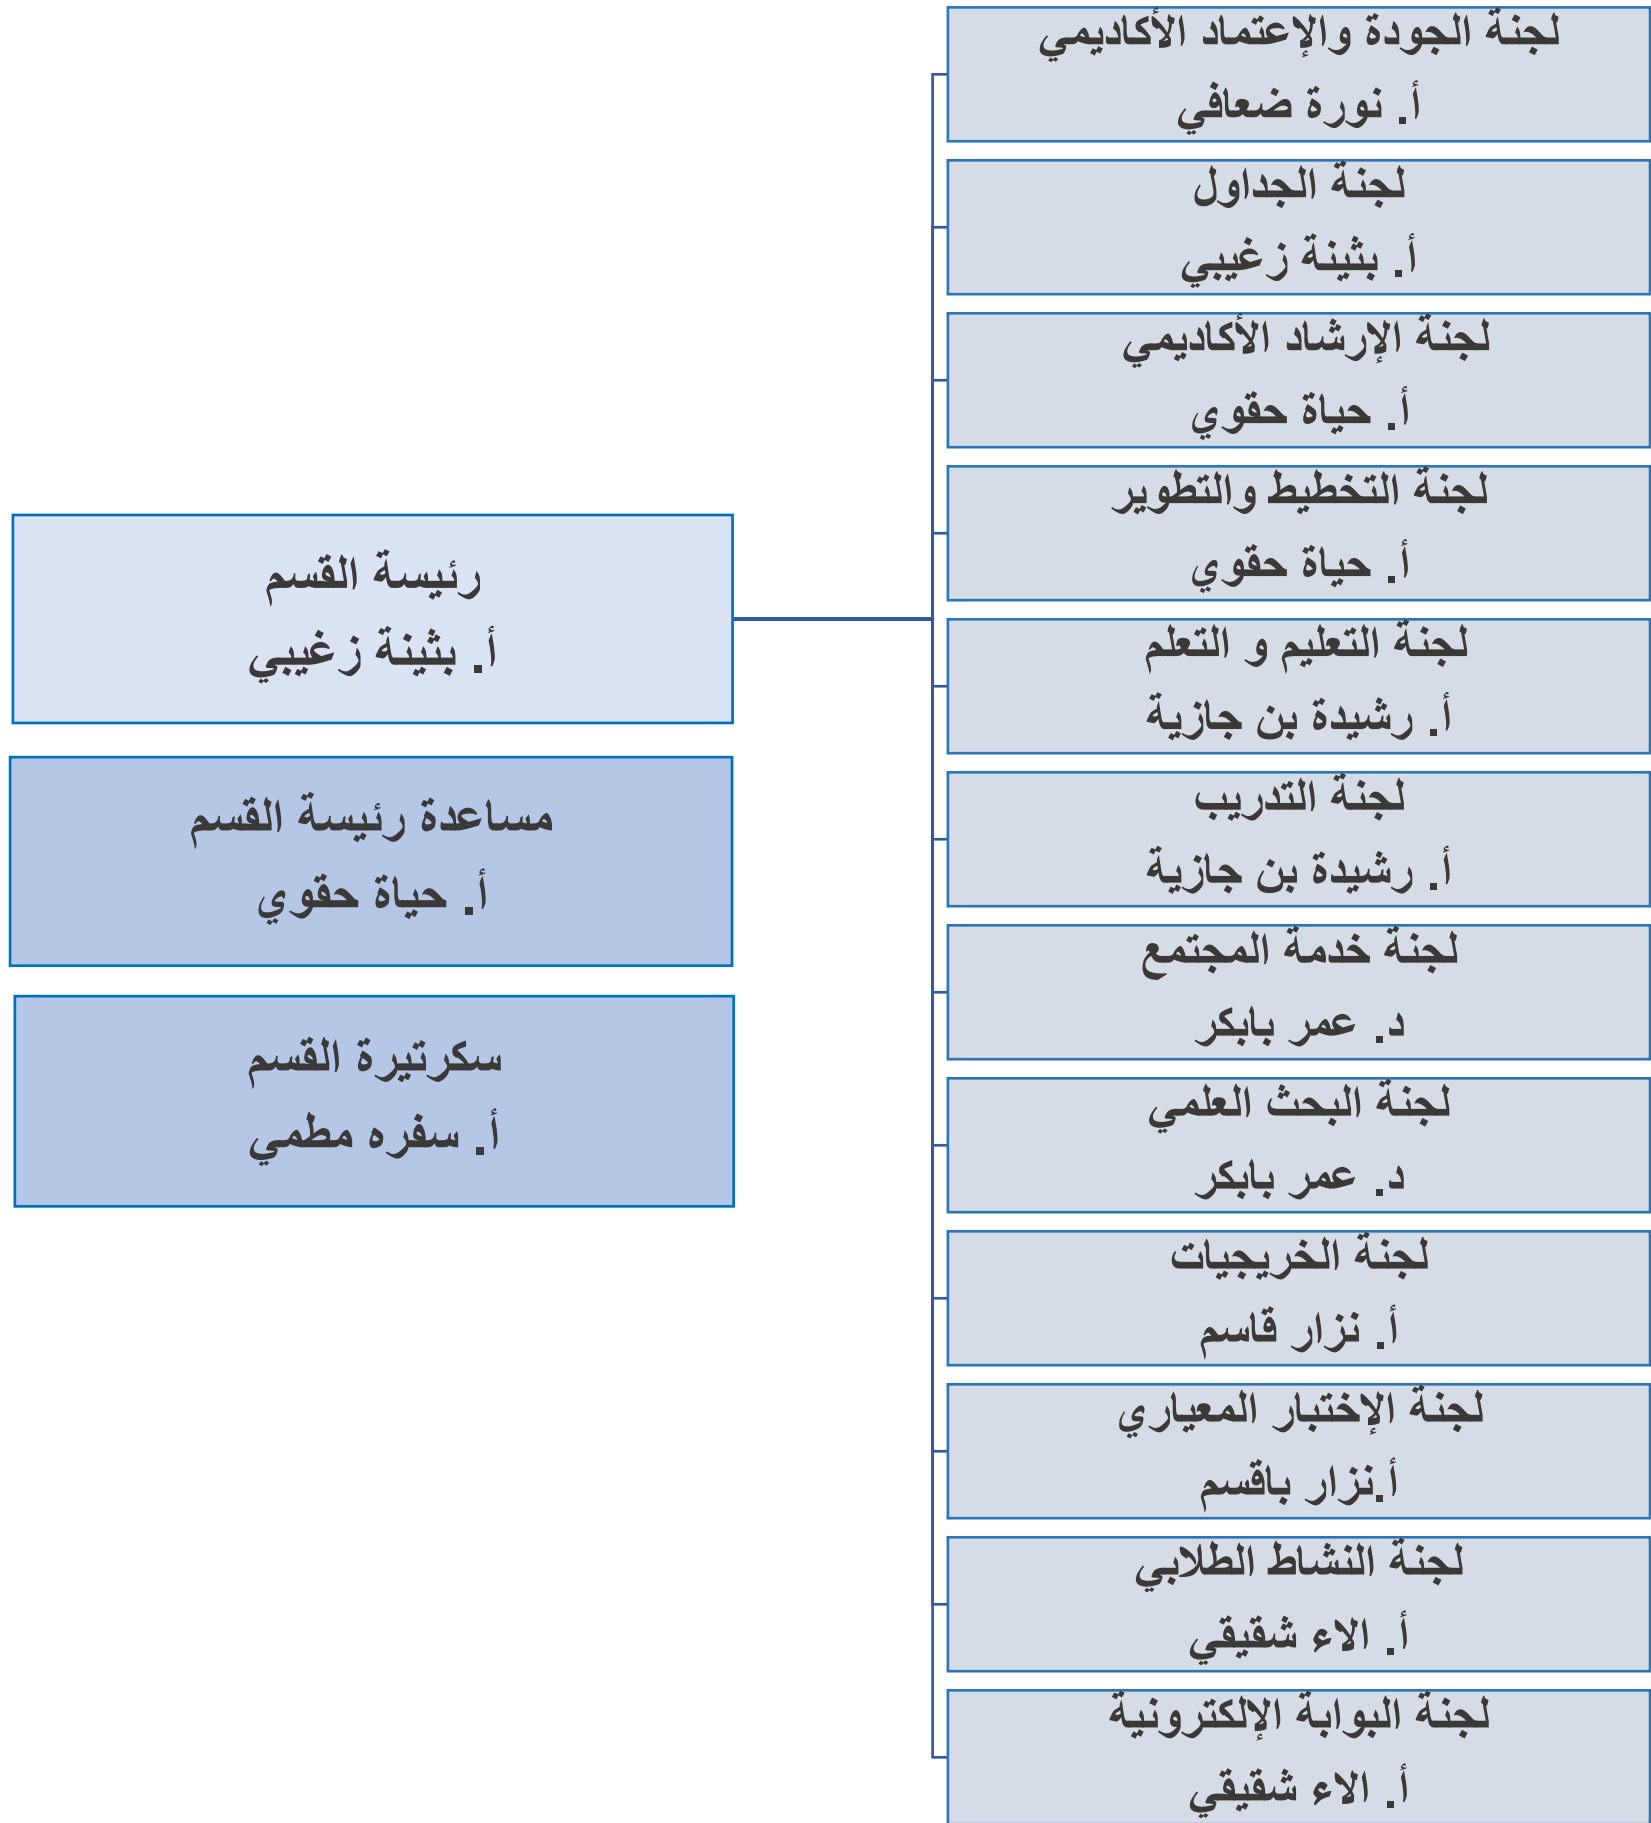 رئيسة القسم
أ. بثينة زغيبي
مساعدة رئيسة القسم
أ. حياة حقوي
سكرتيرة القسم
أ. سفره مطمي
لجنة الجودة والإعتماد الأكاديمي
أ. نورة ضعافي
لجنة الجداول
أ. بثينة زغيبي
لجنة الإرشاد الأكاديمي
أ. حياة حقوي
لجنة التخطيط والتطوير
أ. حياة حقوي
لجنة التعليم و التعلم
أ. رشيدة بن جازية
لجنة التدريب
أ. رشيدة بن جازية
لجنة خدمة المجتمع
د. عمر بابكر
لجنة البحث العلمي
د. عمر بابكر
لجنة الخريجيات
أ. نزار قاسم
لجنة الإختبار المعياري
أ.نزار باقسم
لجنة النشاط الطلابي
أ. الاء شقيقي
لجنة البوابة الإلكترونية
أ. الاء شقيقي